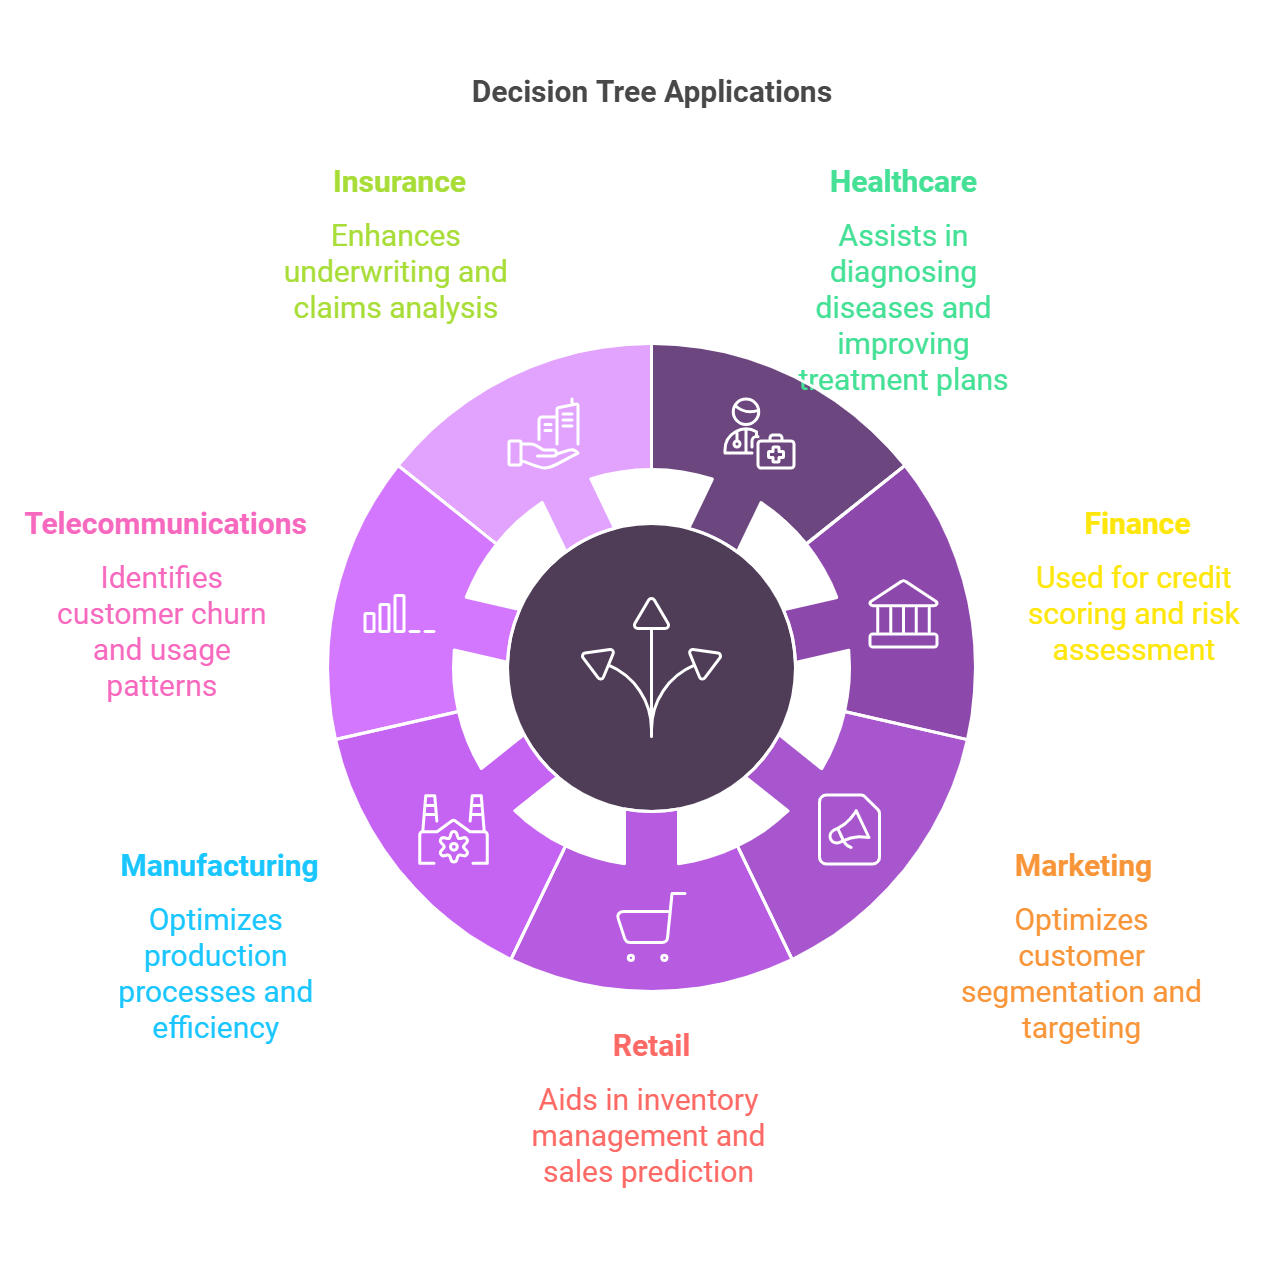 Decision Tree Applications
Insurance
Enhances
underwriting and
claims analysis
Healthcare
Assists in
diagnosing
diseases and
improving
treatment plans
Telecommunications
Identifies
customer churn
and usage
patterns
Finance
Used for credit
scoring and risk
assessment
Manufacturing
Optimizes
production
processes and
efficiency
Marketing
Optimizes
customer
segmentation and
targeting
Retail
Aids in inventory
management and
sales prediction